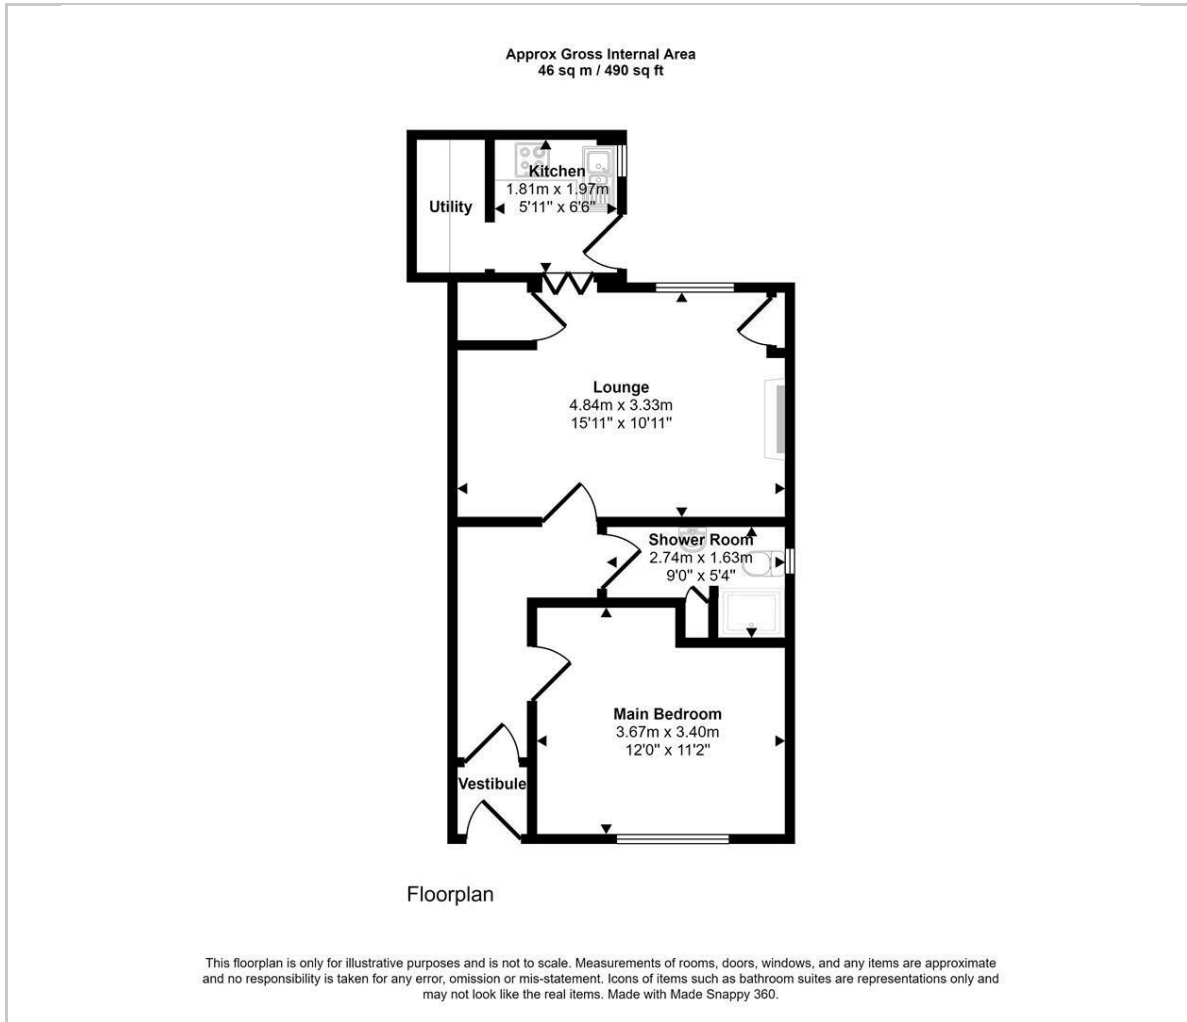 Approx Gross Internal Area
46 sq m / 490 sq ft
Kitchen
1.81m x 1.97m
5'11" x 6'6"
Utility
Lounge
4.84m x 3.33m
15'11" x 10'11"
Shower Room
2.74m x 1.63m
9'0" x 5'4"
Main Bedroom
3.67m x 3.40m
12'0" x 11'2"
Vestibule
Floorplan
This floorplan is only for illustrative purposes and is not to scale. Measurements of rooms, doors, windows, and any items are approximate
and no responsibility is taken for any error, omission or mis-statement. Icons of items such as bathroom suites are representations only and
may not look like the real items. Made with Made Snappy 360.